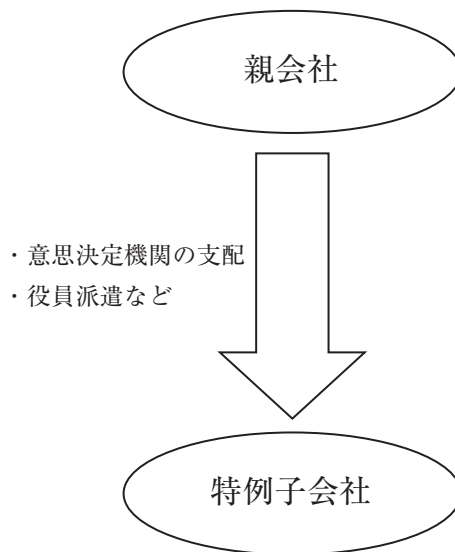 親会社
・意思決定機関の支配
・役員派遣など
特例子会社